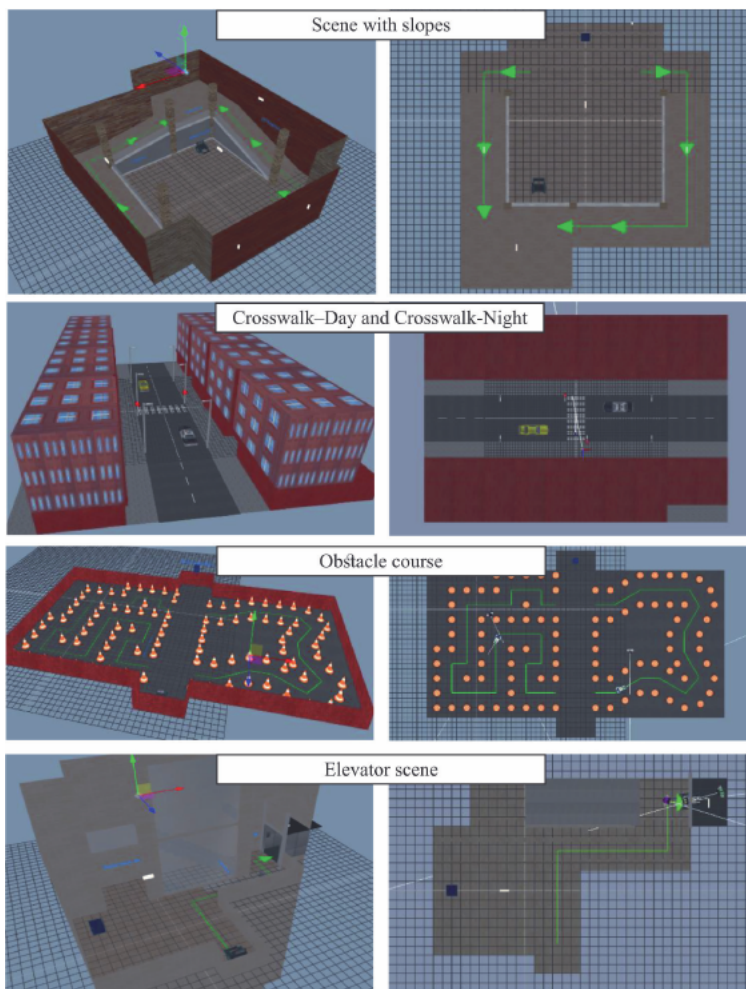 Scene with slopes
Crosswalk–Day and Crosswalk-Night
Obstacle course
Elevator scene